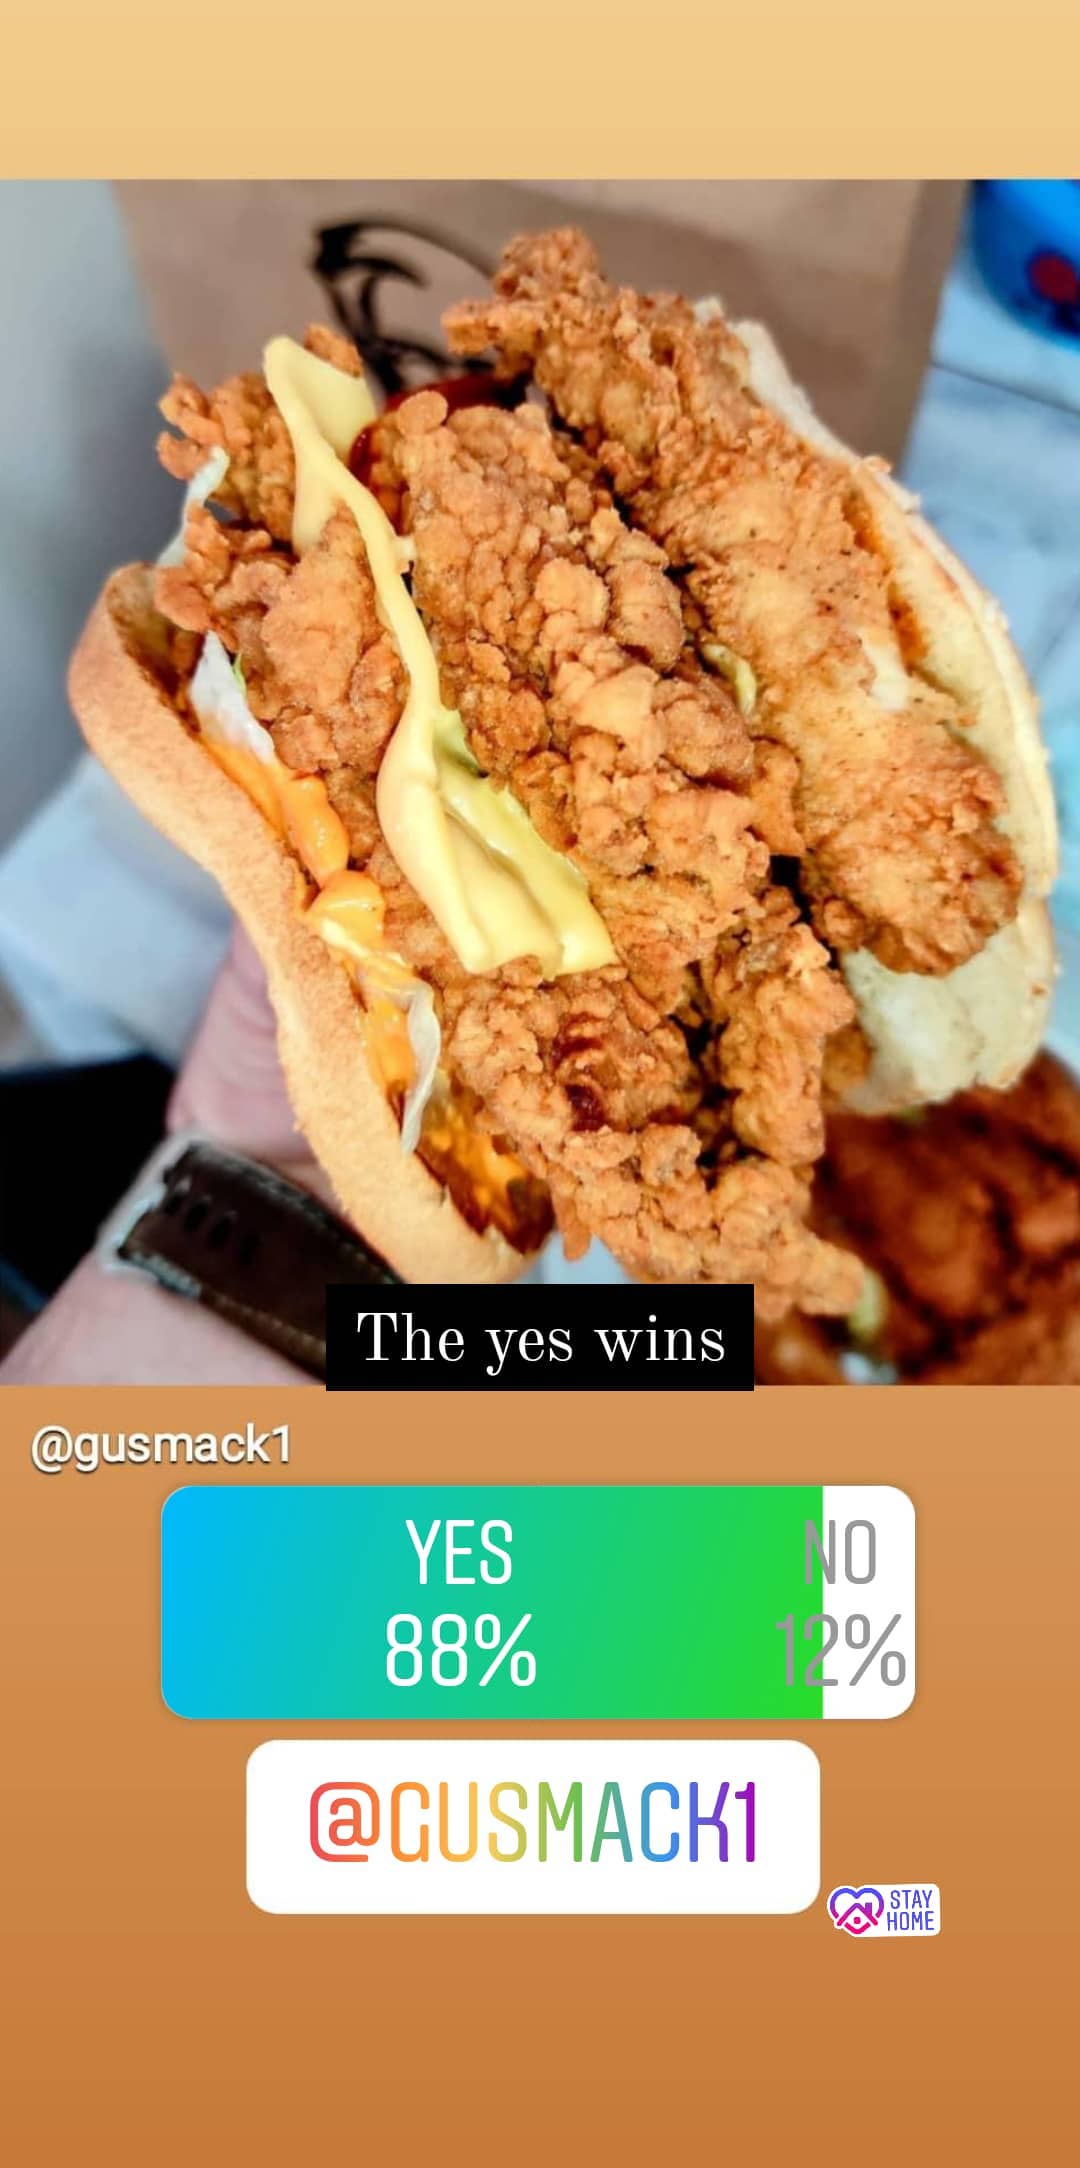 The yes wins
@gusmack1
YES
NO
88%
12%
@GUSMACK1
STAY
HOME